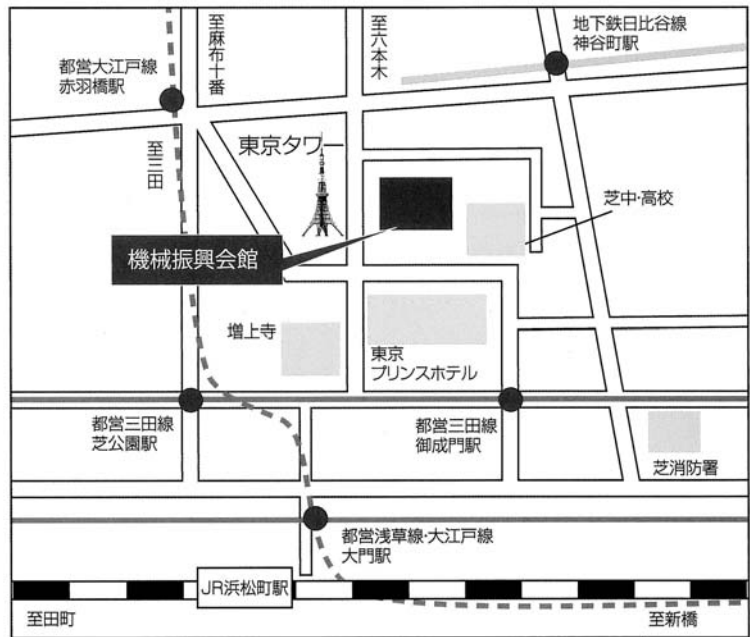 至麻布十番
至六本木
地下鉄日比谷線
神谷町駅
都営大江戸線
赤羽橋駅
至三田
東京タワー
芝中・高校
機械振興会館
増上寺
東京
プリンスホテル
都営三田線
芝公園駅
都営三田線
御成門駅
芝消防署
都営浅草線・大江戸線
大門駅
JR浜松町駅
至田町
至新橋